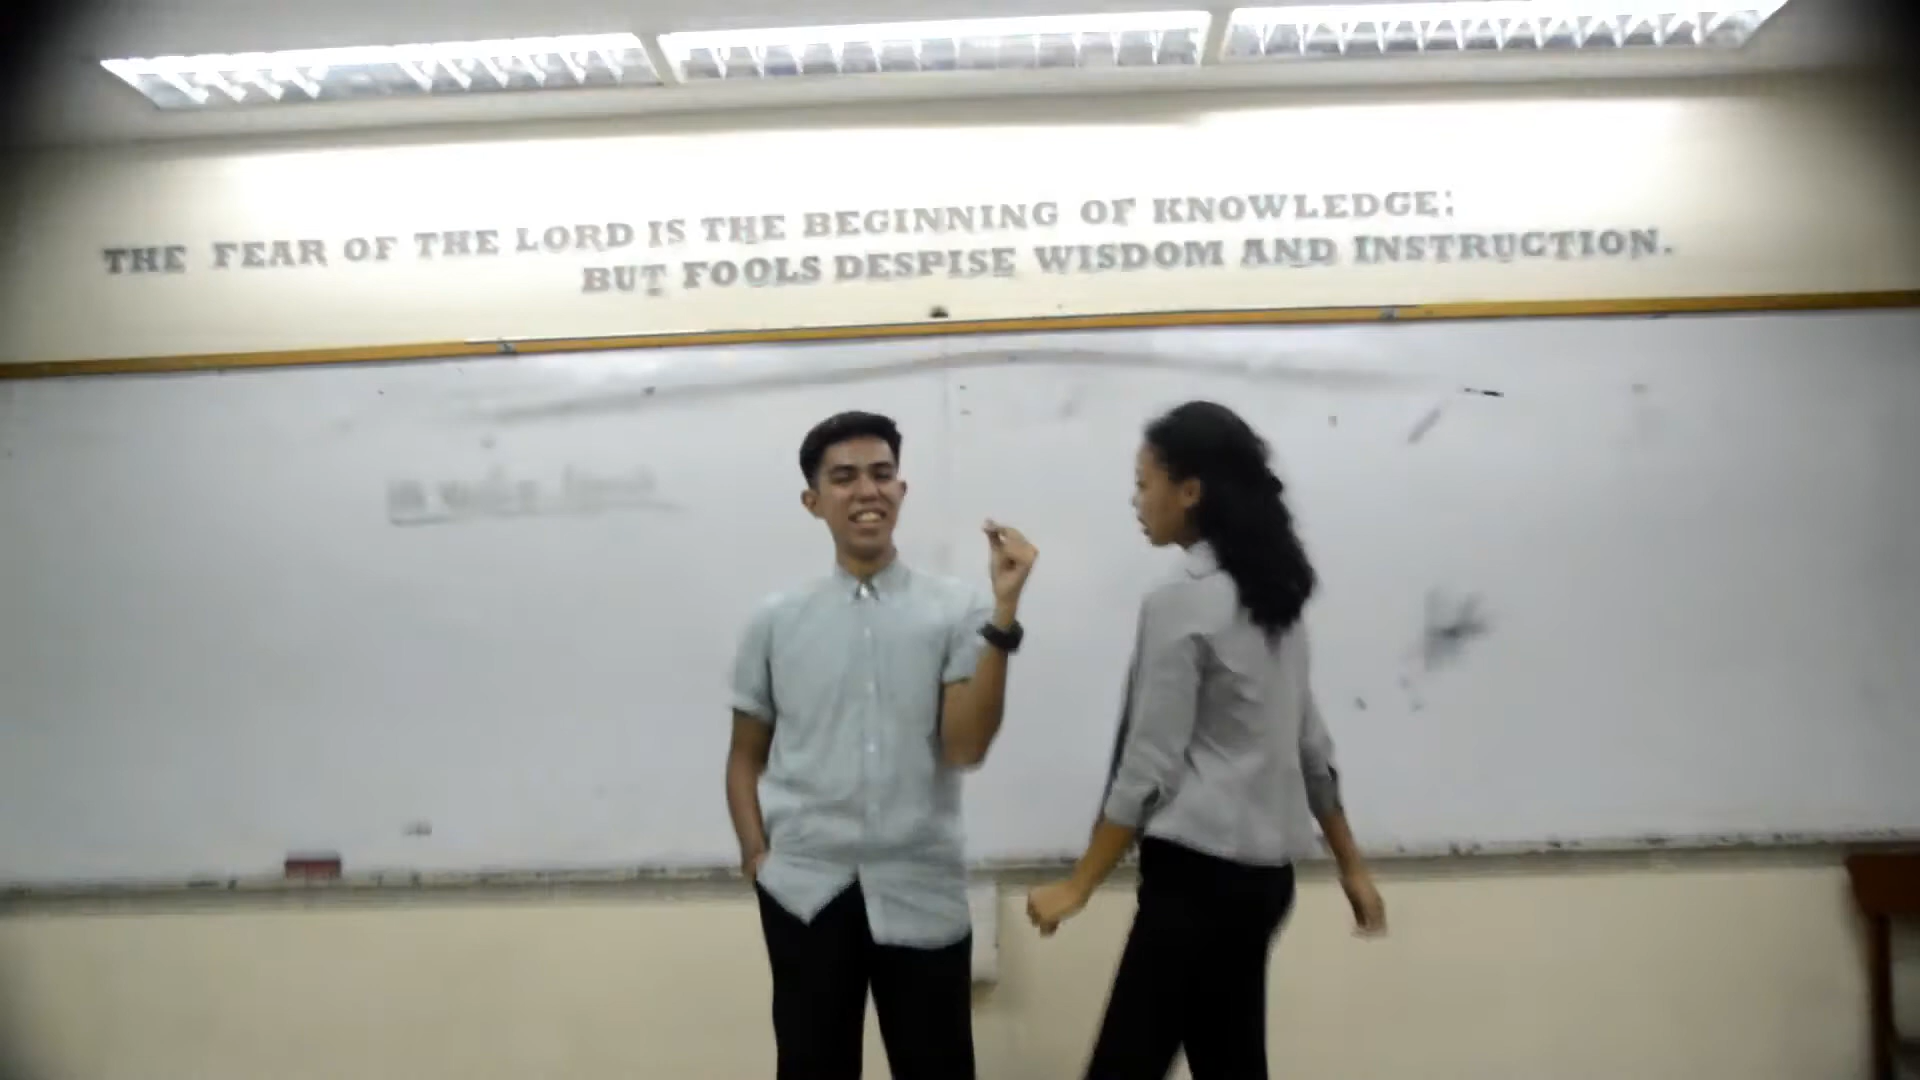 THE FEAR OF THE LORD IS THE BEGINNING OF KNOWLEDGE;
BUT FOOLS DESPISE WISDOM AND INSTRUCTION.